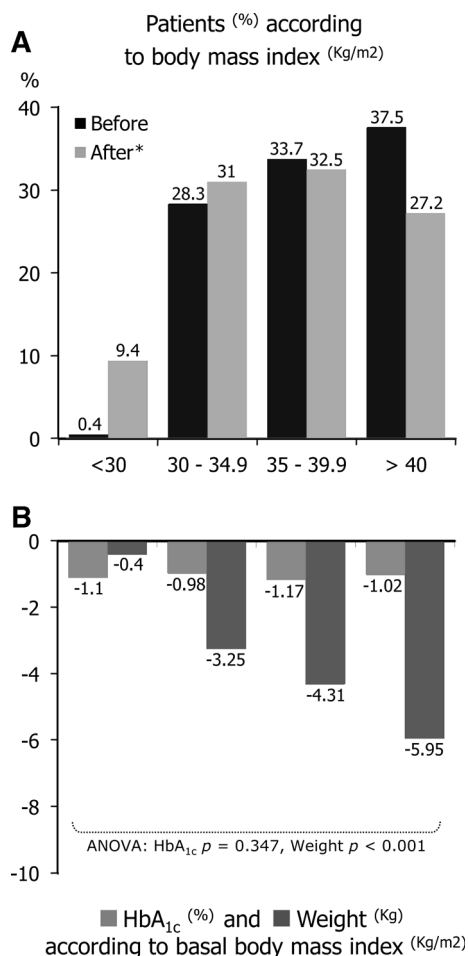 A
Patients (%) according
to body mass index (Kg/m2)
%
40
30
20
10
0
Before
After*
0.4
9.4
28.3
31
33.7
32.5
37.5
27.2
<30
30 - 34.9
35 - 39.9
> 40
B
0
-2
-4
-6
-8
-10
-1.1
-0.4
-0.98
-3.25
-1.17
-4.31
-1.02
-5.95
ANOVA: HbA1c p = 0.347, Weight p < 0.001
HbA1c (%) and Weight (Kg)
according to basal body mass index (Kg/m2)